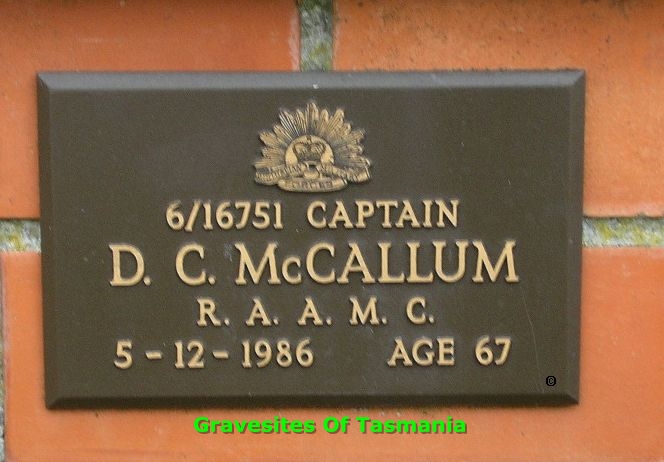 6/16751 CAPTAIN
D. C. McCALLUM
R. A. A. M. C.
5 - 12 - 1986 AGE 67
©
Gravesites Of Tasmania